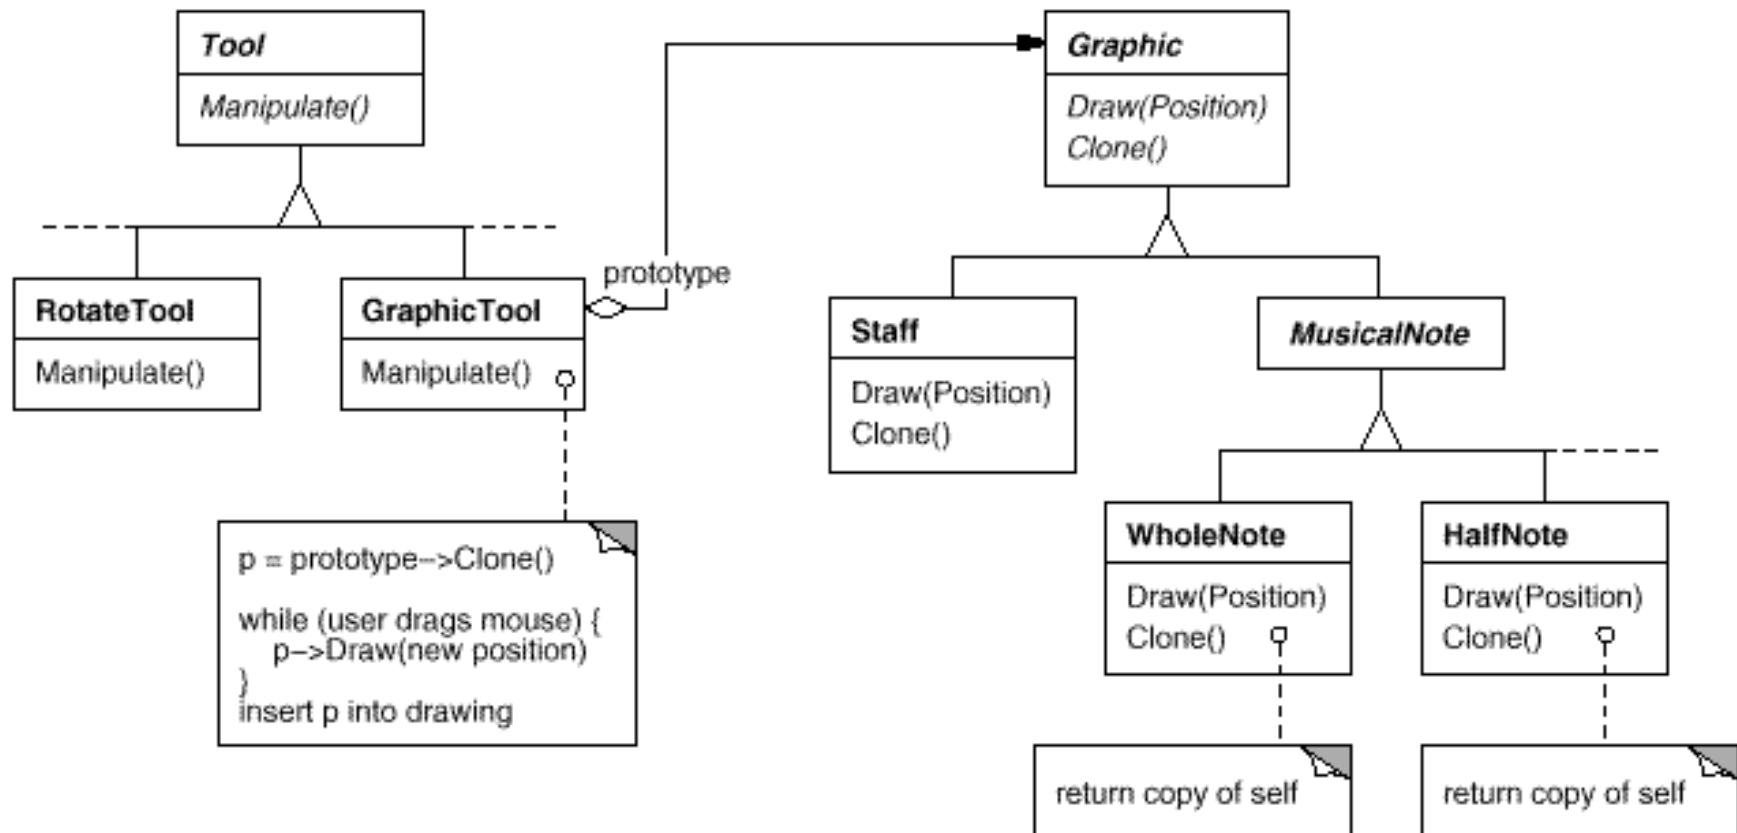 Tool
Manipulate()
Graphic
Draw(Position)
Clone()
prototype
RotateTool
Manipulate()
GraphicTool
Manipulate()
Staff
Draw(Position)
Clone()
MusicalNote
p = prototype–>Clone()
while (user drags mouse) {
p–>Draw(new position)
}
insert p into drawing
WholeNote
Draw(Position)
Clone()
HalfNote
Draw(Position)
Clone()
return copy of self
return copy of self